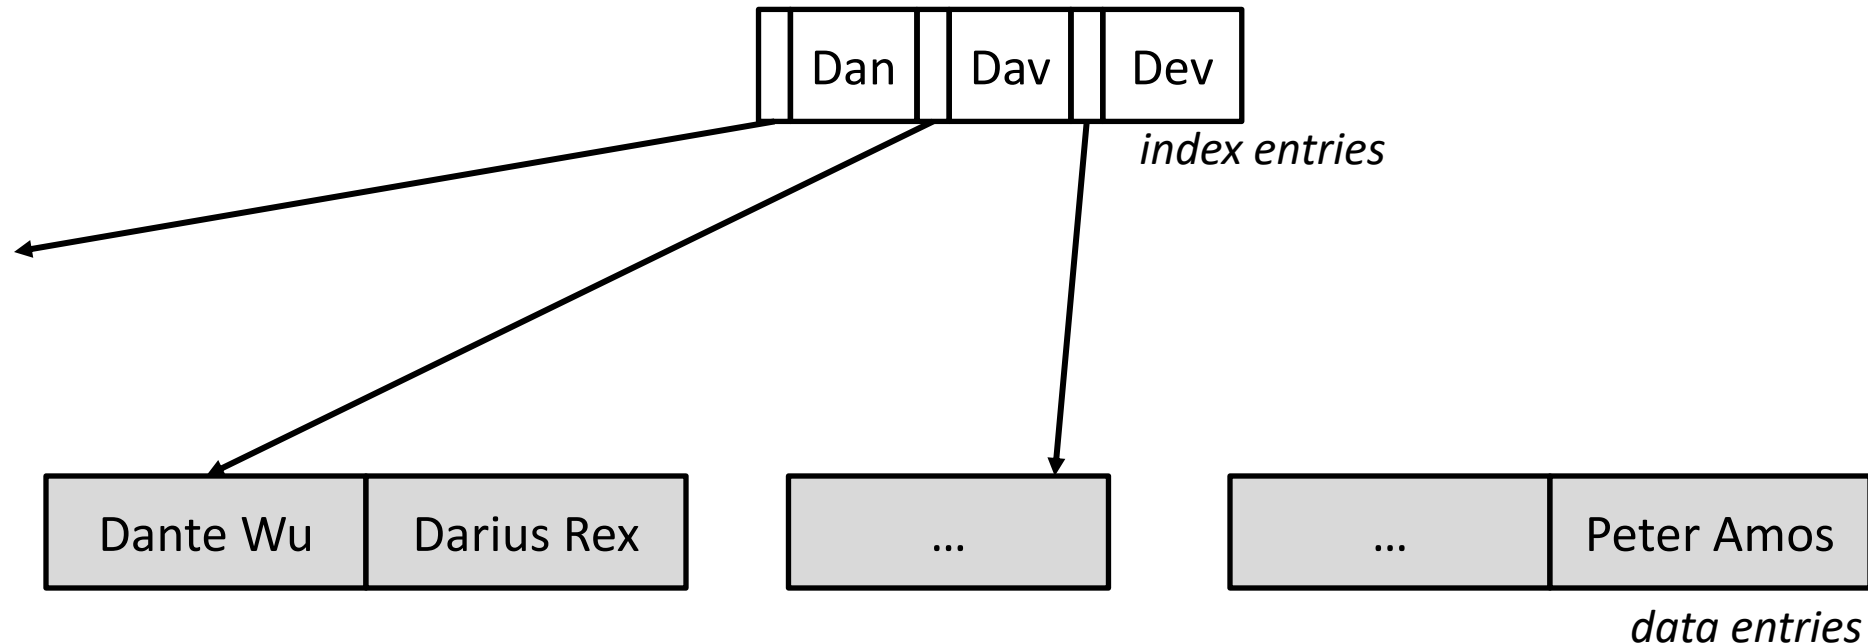 Dan Dav Dev
index entries
Dante Wu Darius Rex ... ... Peter Amos
data entries